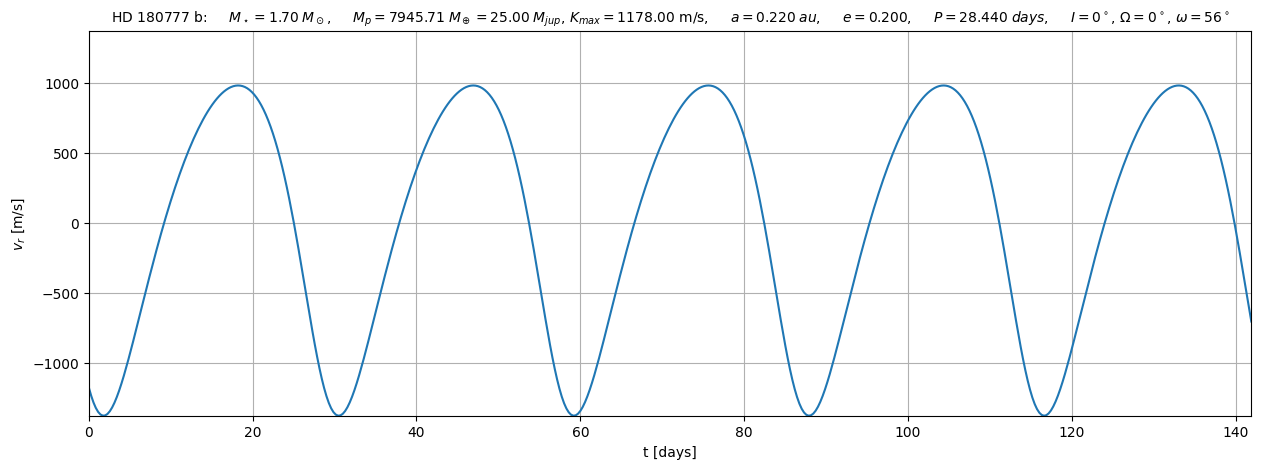 HD 180777 b: M⋆ = 1.70 M⊙, Mp = 7945.71 M⊕ = 25.00 Mjup, Kmax = 1178.00 m/s, a = 0.220 au, e = 0.200, P = 28.440 days, I = 0°, Ω = 0°, ω = 56°
1000
500
0
−500
−1000
vr [m/s]
0 20 40 60 80 100 120 140
t [days]